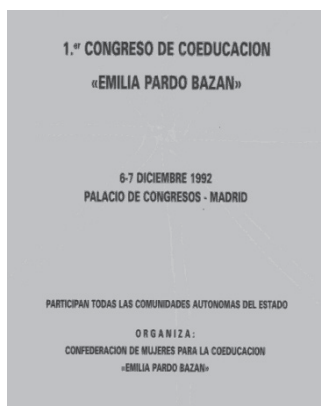 1.er CONGRESO DE COEDUCACION
«EMILIA PARDO BAZAN»
6-7 DICIEMBRE 1992
PALACIO DE CONGRESOS - MADRID
PARTICIPAN TODAS LAS COMUNIDADES AUTONOMAS DEL ESTADO
ORGANIZA:
CONFEDERACION DE MUJERES PARA LA COEDUCACION
«EMILIA PARDO BAZAN»